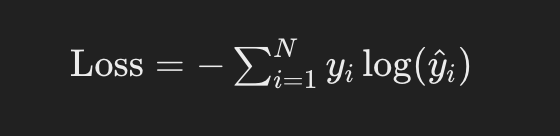 Loss = − ∑_{i=1}^{N} y_i log(ŷ_i)